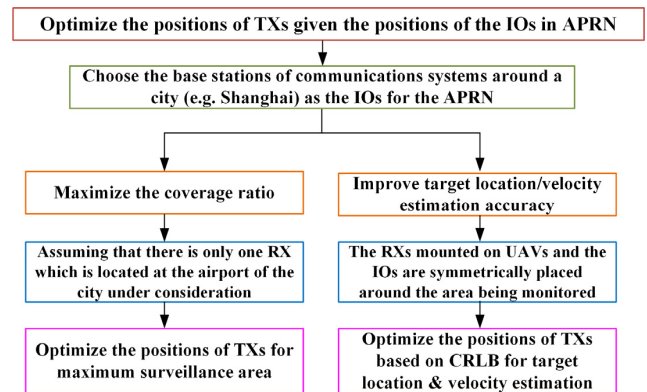 Optimize the positions of TXs given the positions of the IOs in APRN
Choose the base stations of communications systems around a
city (e.g. Shanghai) as the IOs for the APRN
Maximize the coverage ratio
Assuming that there is only one RX
which is located at the airport of the
city under consideration
Optimize the positions of TXs for
maximum surveillance area
Improve target location/velocity
estimation accuracy
The RXs mounted on UAVs and the
IOs are symmetrically placed
around the area being monitored
Optimize the positions of TXs
based on CRLB for target
location & velocity estimation